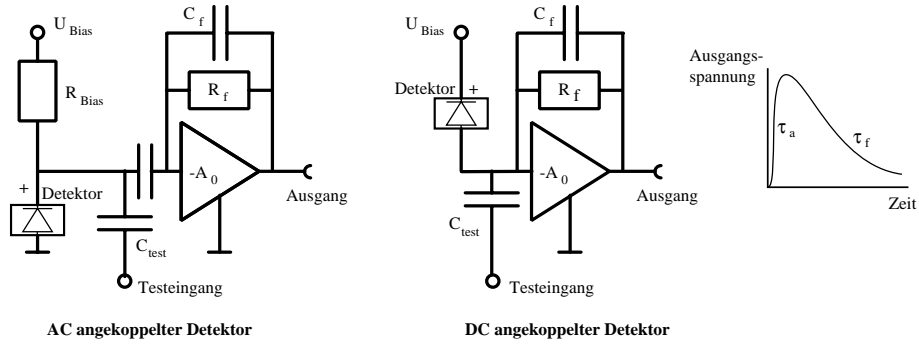 U Bias
R Bias
C f
R f
+
Detektor
-A 0
Ausgang
C test
Testeingang
AC angekoppelter Detektor
U Bias
C f
R f
Detektor +
-A 0
Ausgang
C test
Testeingang
DC angekoppelter Detektor
Ausgangs-
spannung
τ a
τ f
Zeit